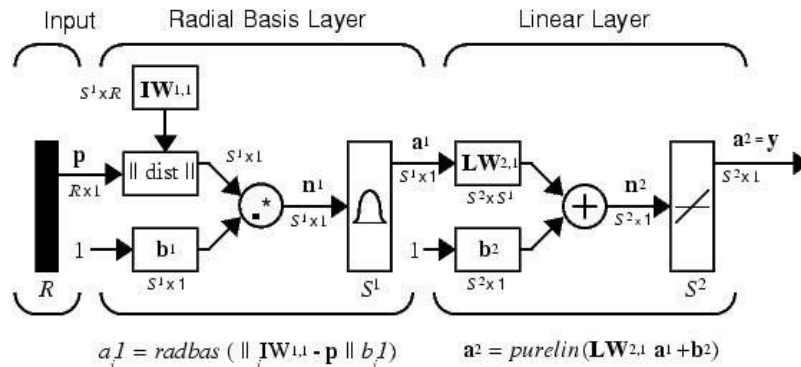 Input Radial Basis Layer Linear Layer
S¹xR IW1,1
p
Rx1
|| dist ||
S¹x1
1
b¹
S¹x1
.*
n¹
S¹x1
a¹
S¹x1
LW2,1
S²xS¹
1
b²
S²x1
+
n²
S²x1
a² = y
S²x1
R S¹ S²
ai1 = radbas ( || iIW1,1 - p || bi1)
a² = purelin(LW2,1 a¹ +b²)